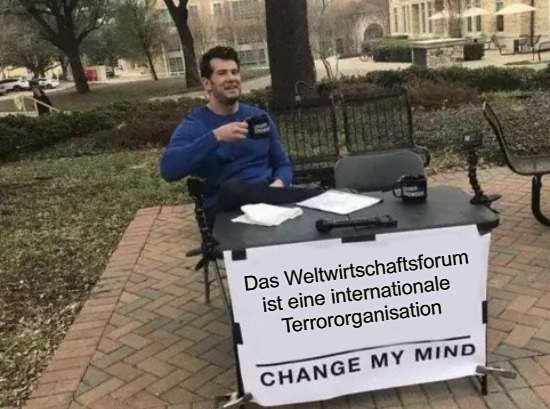 Das Weltwirtschaftsforum
ist eine internationale
Terrororganisation
CHANGE MY MIND